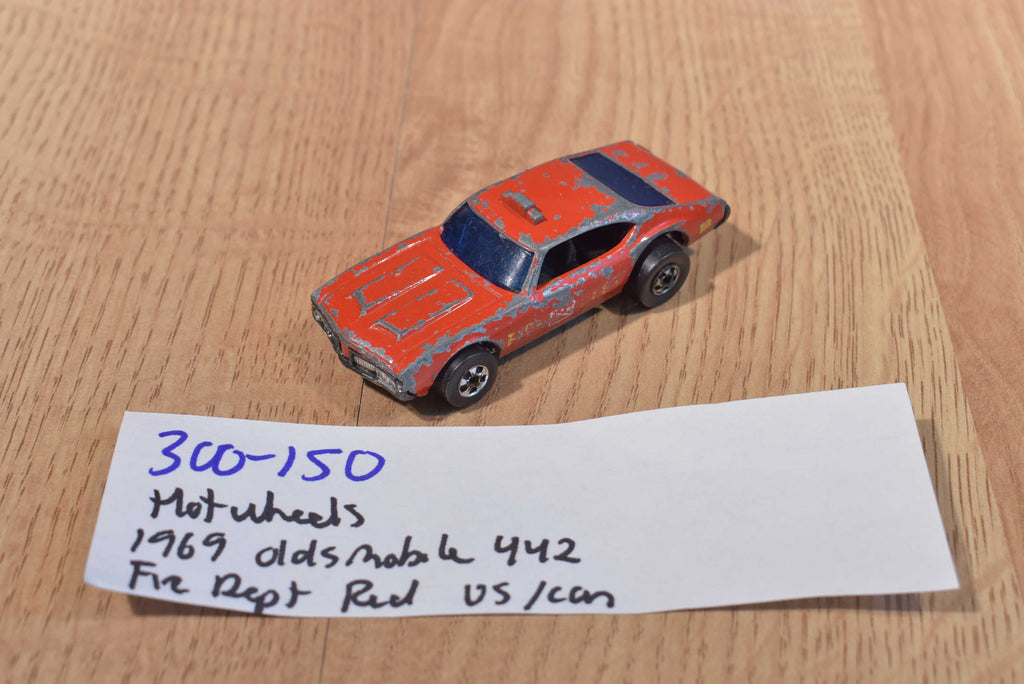 300-150
Hotwheels
1969 oldsmobile 442
Fire Dept Red US/can